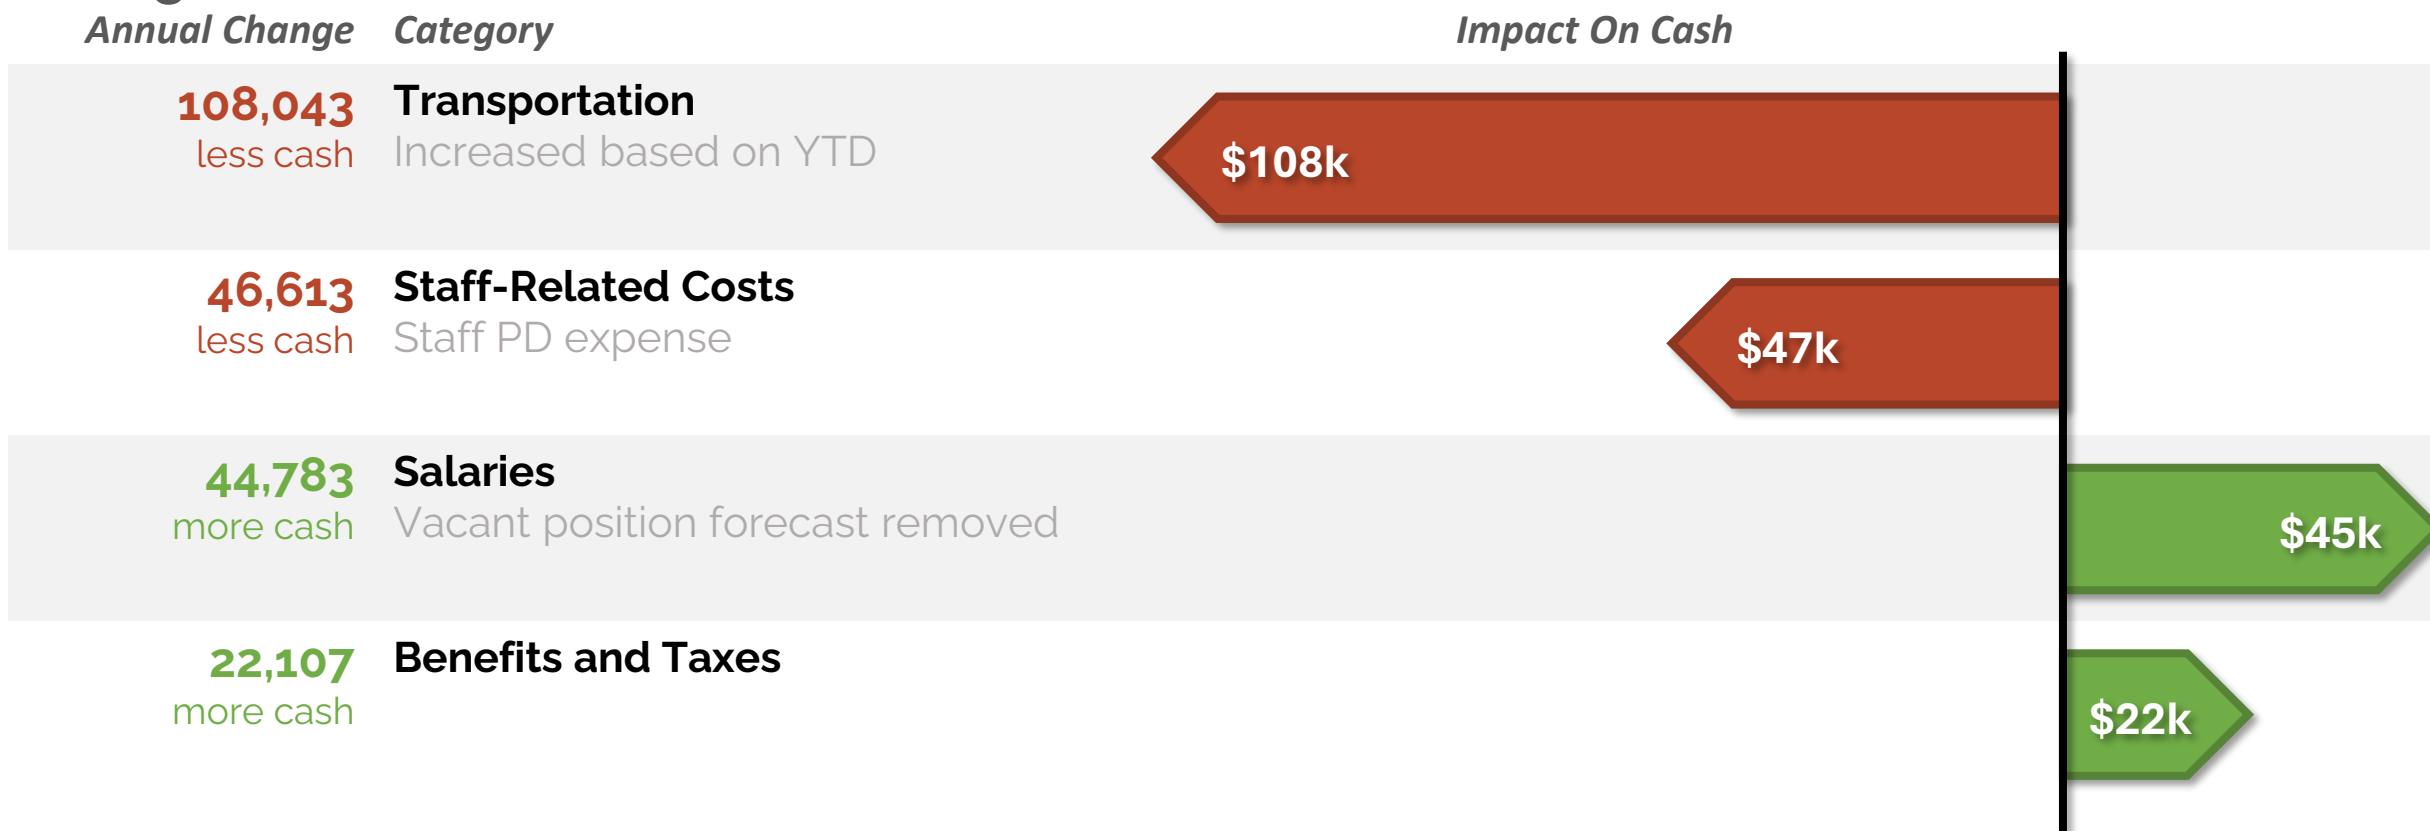 Annual Change Category Impact On Cash
108,043 Transportation
less cash Increased based on YTD
$108k
46,613 Staff-Related Costs
less cash Staff PD expense
$47k
44,783 Salaries
more cash Vacant position forecast removed
$45k
22,107 Benefits and Taxes
more cash
$22k